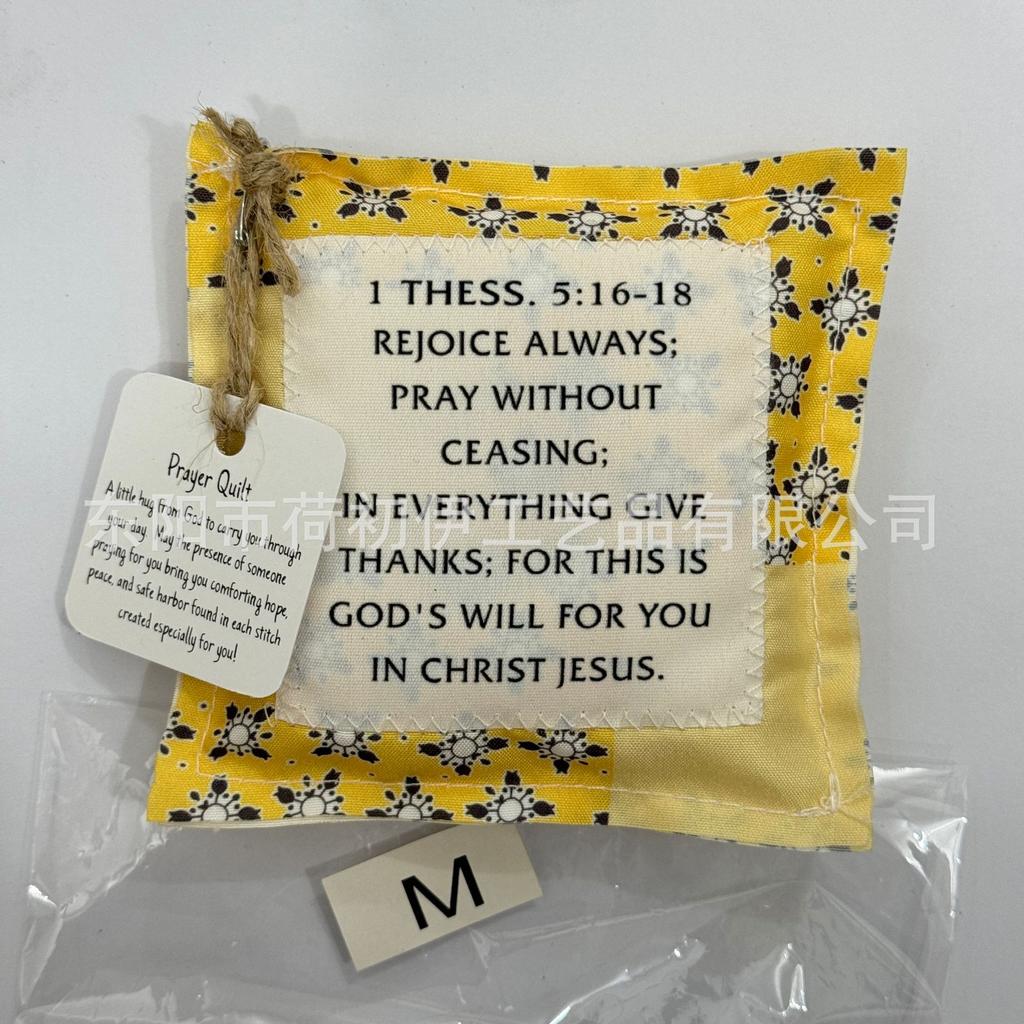 1 THESS. 5:16-18
REJOICE ALWAYS;
PRAY WITHOUT
CEASING;
IN EVERYTHING GIVE
THANKS; FOR THIS IS
GOD'S WILL FOR YOU
IN CHRIST JESUS.
Prayer Quilt
A little hug from God to carry you through
your day. May the presence of someone
praying for you bring you comforting hope,
peace, and safe harbor found in each stitch
created especially for you!
东阳市荷初伊工艺品有限公司
M